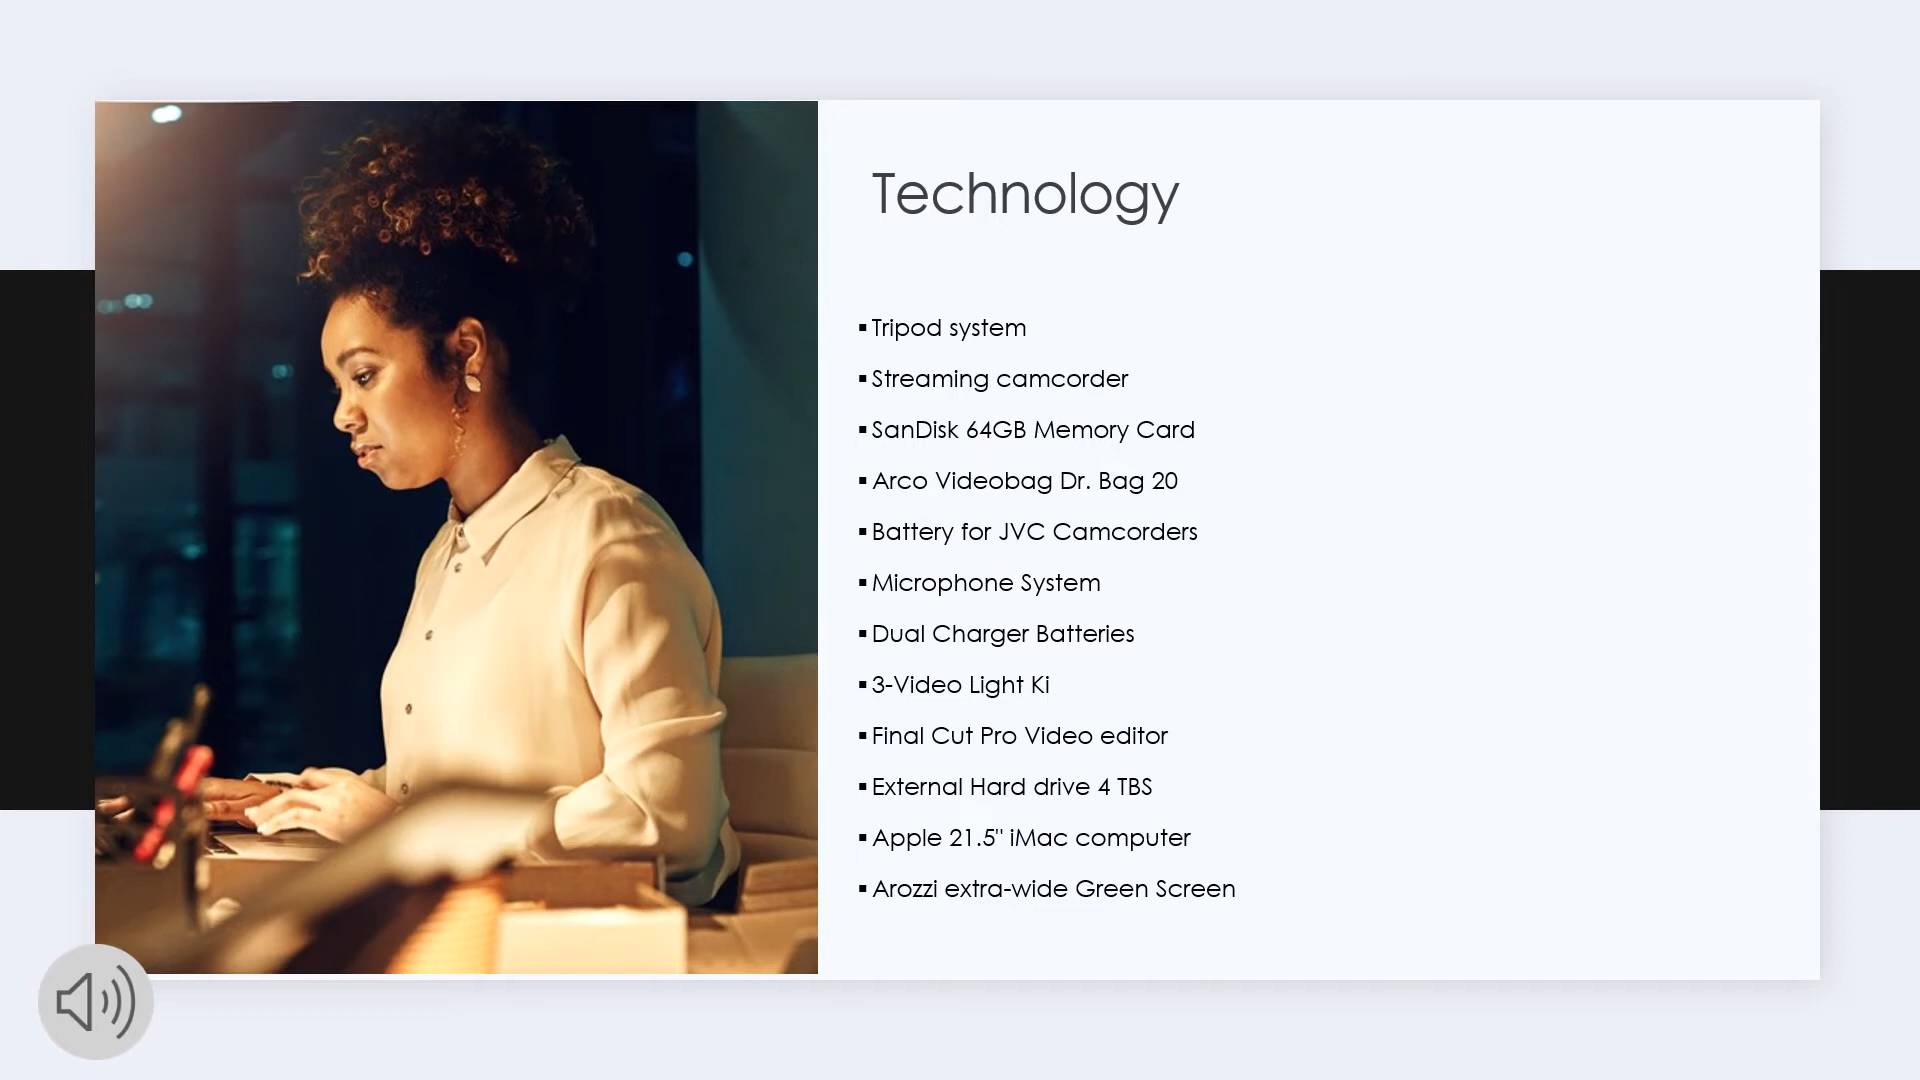 Technology
▪Tripod system
▪Streaming camcorder
▪SanDisk 64GB Memory Card
▪Arco Videobag Dr. Bag 20
▪Battery for JVC Camcorders
▪Microphone System
▪Dual Charger Batteries
▪3-Video Light Ki
▪Final Cut Pro Video editor
▪External Hard drive 4 TBS
▪Apple 21.5" iMac computer
▪Arozzi extra-wide Green Screen